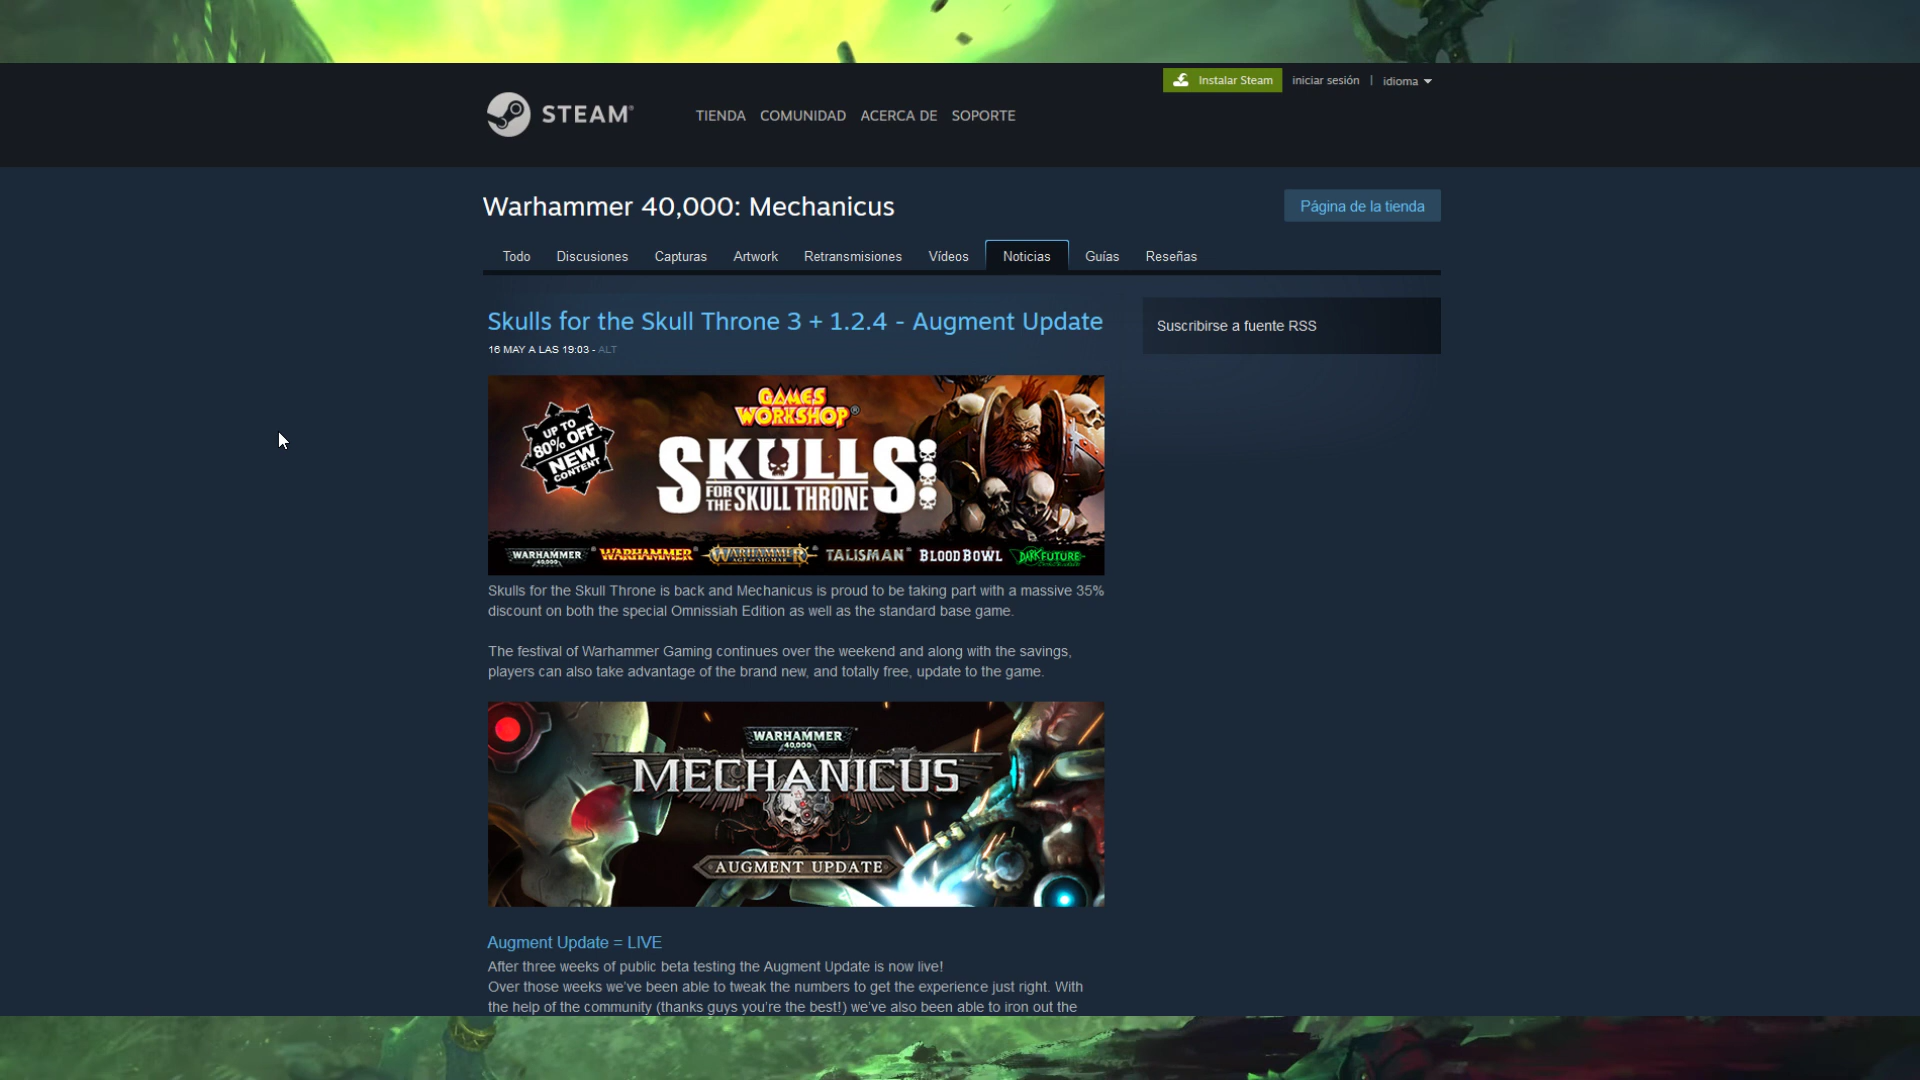 Instalar Steam iniciar sesión | idioma
STEAM®
TIENDA COMUNIDAD ACERCA DE SOPORTE
Warhammer 40,000: Mechanicus
Página de la tienda
Todo Discusiones Capturas Artwork Retransmisiones Vídeos Noticias Guías Reseñas
Skulls for the Skull Throne 3 + 1.2.4 - Augment Update
16 MAY A LAS 19:03 - ALT
Suscribirse a fuente RSS
GAMES
WORKSHOP®
UP TO
80% OFF
NEW
CONTENT
SKULLS
FOR THE SKULL THRONE
WARHAMMER 40,000 WARHAMMER WARHAMMER AGE OF SIGMAR TALISMAN BLOOD BOWL DARK FUTURE
Skulls for the Skull Throne is back and Mechanicus is proud to be taking part with a massive 35%
discount on both the special Omnissiah Edition as well as the standard base game.
The festival of Warhammer Gaming continues over the weekend and along with the savings,
players can also take advantage of the brand new, and totally free, update to the game.
WARHAMMER
40,000
MECHANICUS
AUGMENT UPDATE
Augment Update = LIVE
After three weeks of public beta testing the Augment Update is now live!
Over those weeks we've been able to tweak the numbers to get the experience just right. With
the help of the community (thanks guys you're the best!) we've also been able to iron out the